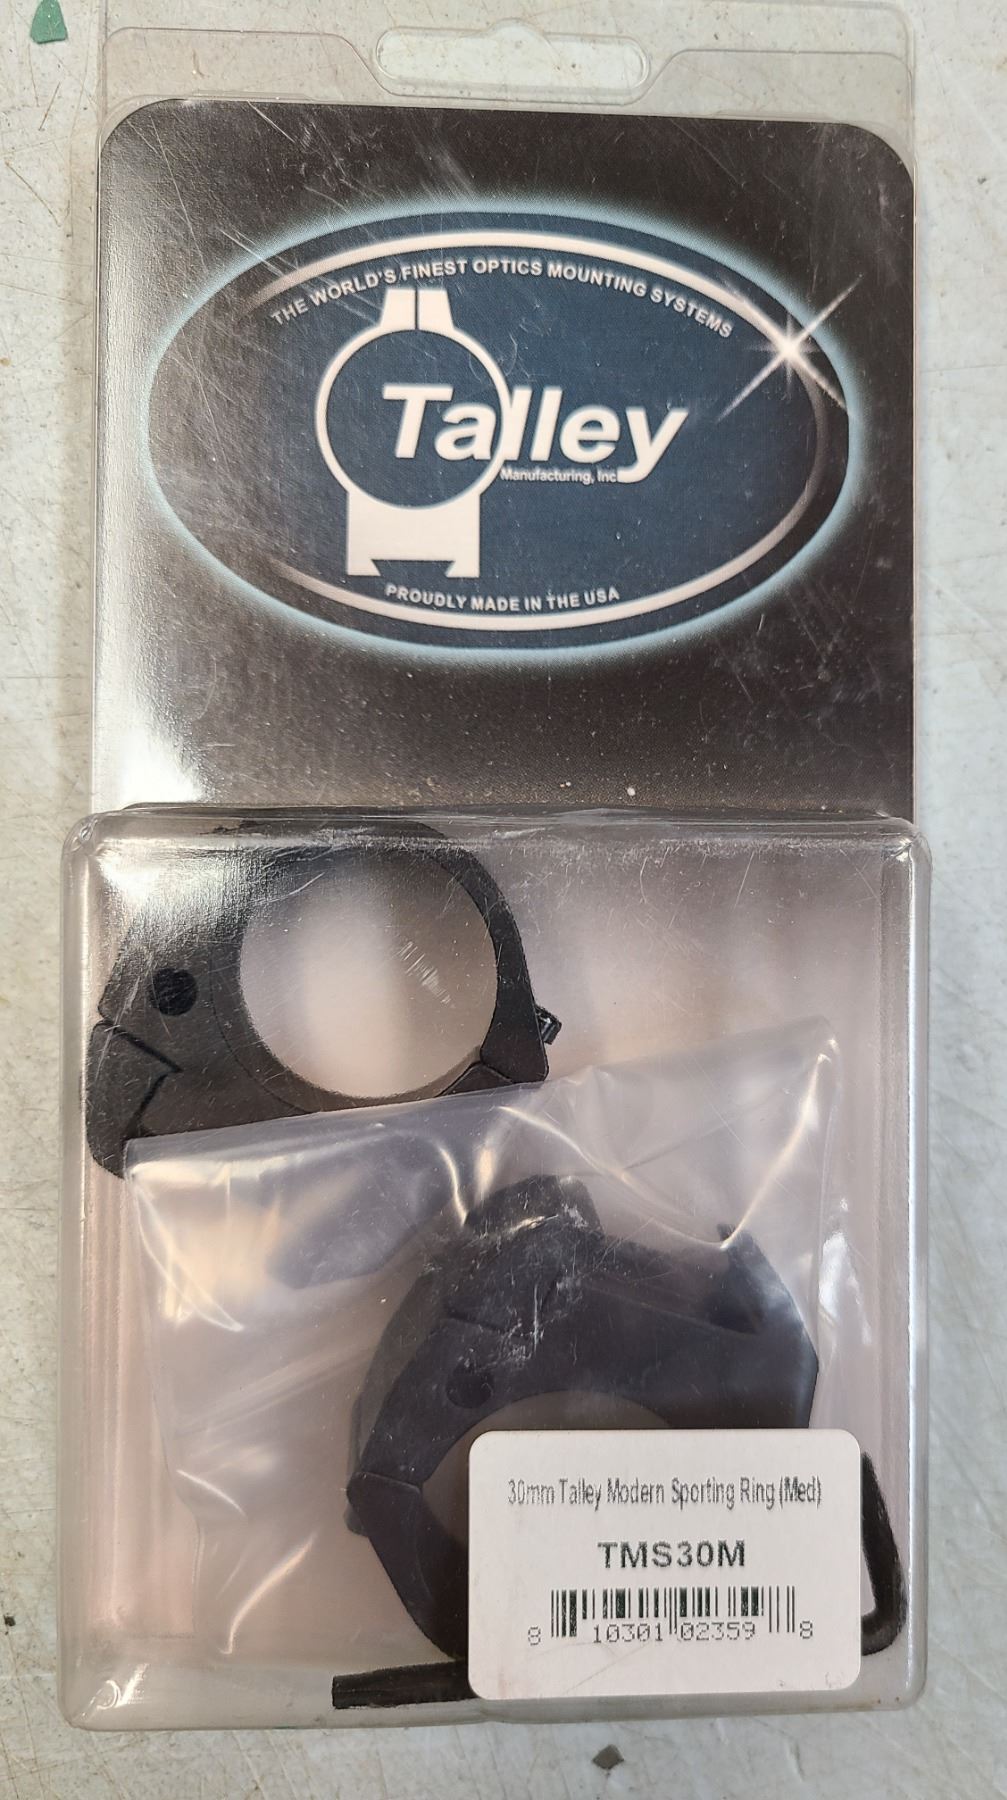 THE WORLD'S FINEST OPTICS MOUNTING SYSTEMS
Talley
Manufacturing, Inc
PROUDLY MADE IN THE USA
30mm Talley Modern Sporting Ring (Med)
TMS30M
8 10301 02359 8